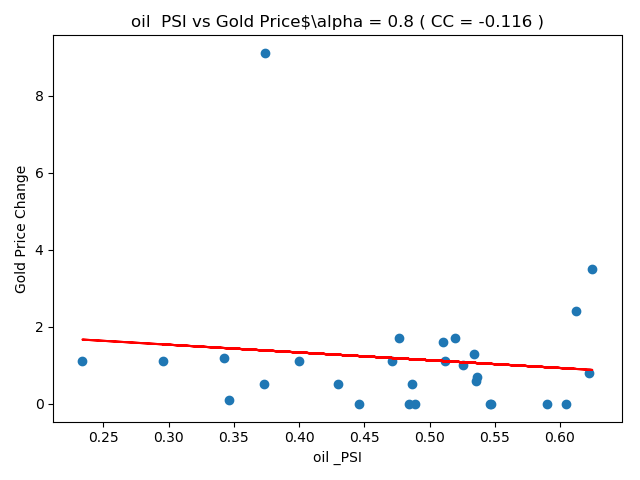 oil  PSI vs Gold Price$\alpha = 0.8 ( CC = -0.116 )
Gold Price Change
8
6
4
2
0
0.25 0.30 0.35 0.40 0.45 0.50 0.55 0.60
oil _PSI